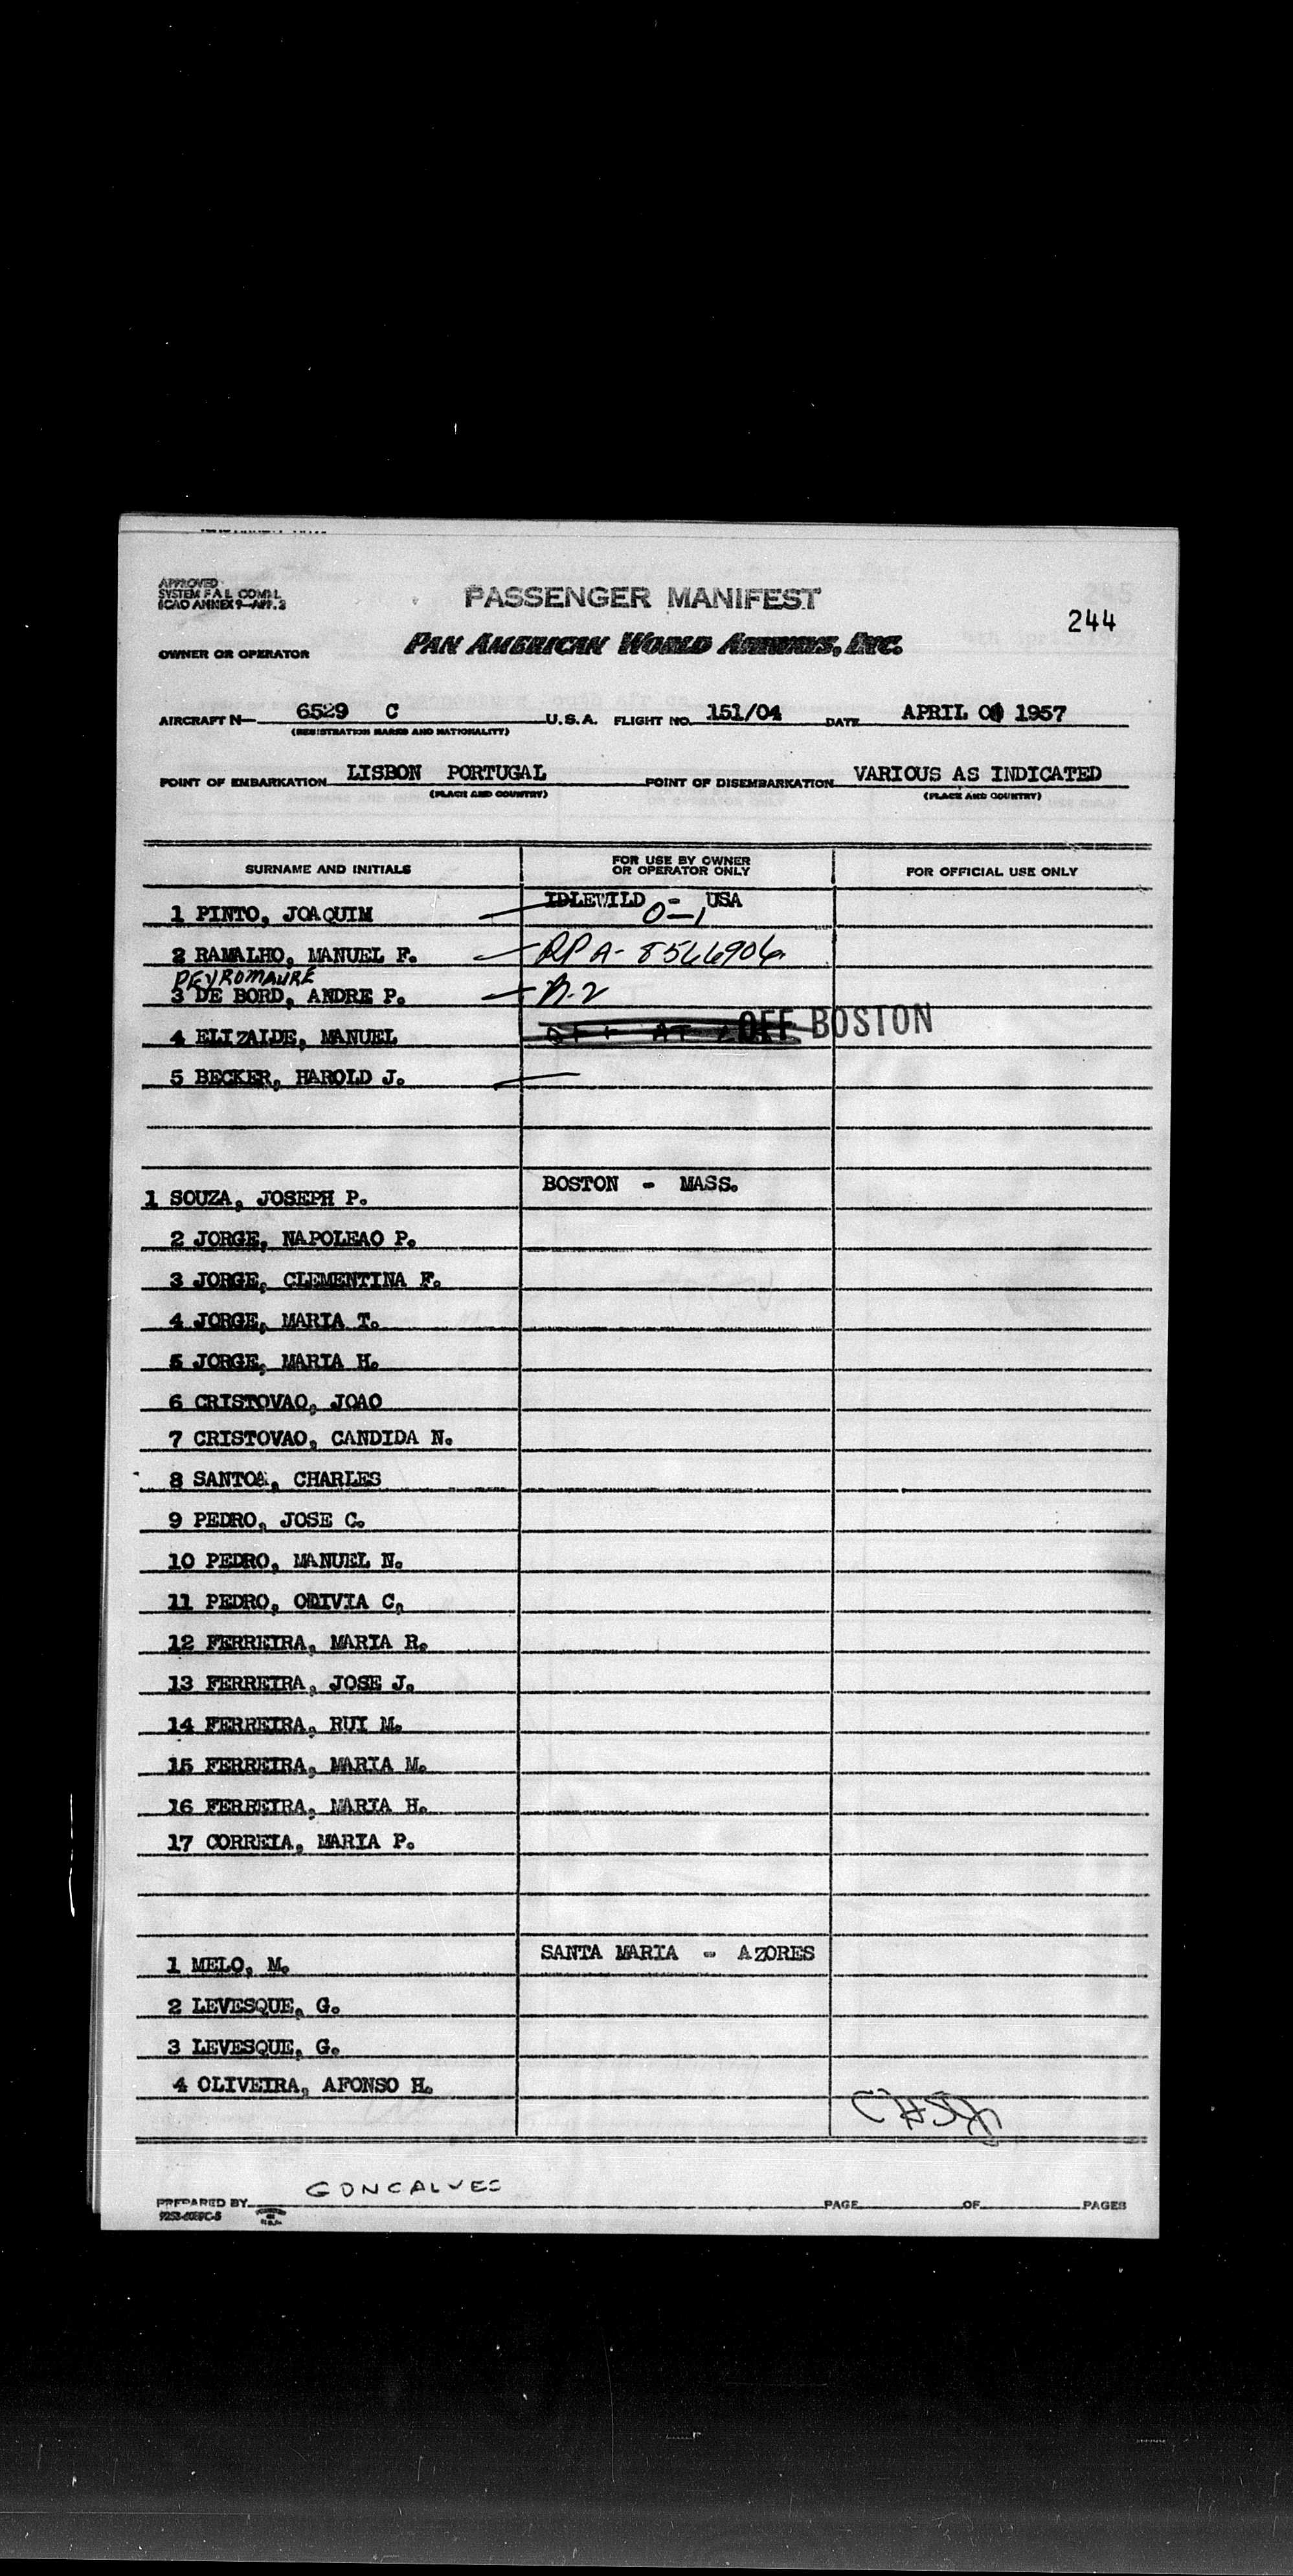 APPROVED
SYSTEM F A L COM'L
ICAO ANNEX 9—APP. 2
PASSENGER MANIFEST
244
OWNER OR OPERATOR
PAN AMERICAN WORLD AIRWAYS, INC.
AIRCRAFT N— 6529 C U.S.A. FLIGHT NO. 151/04 DATE APRIL 1957
(REGISTRATION MARKS AND NATIONALITY)
POINT OF EMBARKATION LISBON PORTUGAL POINT OF DISEMBARKATION VARIOUS AS INDICATED
(PLACE AND COUNTRY) (PLACE AND COUNTRY)
SURNAME AND INITIALS FOR USE BY OWNER OR OPERATOR ONLY FOR OFFICIAL USE ONLY
IDLEWILD - USA
1 PINTO, JOAQUIM 0-1
2 RAMALHO, MANUEL F. RPA- 8566906
PEYROMAURE
3 DE BORD, ANDRE P. A-2
4 ELIZALDE, MANUEL OFF BOSTON
5 BECKER, HAROLD J.
BOSTON - MASS.
1 SOUZA, JOSEPH P.
2 JORGE, NAPOLEAO P.
3 JORGE, CLEMENTINA F.
4 JORGE, MARIA T.
5 JORGE, MARIA H.
6 CRISTOVAO, JOAO
7 CRISTOVAO, CANDIDA N.
8 SANTOA, CHARLES
9 PEDRO, JOSE C.
10 PEDRO, MANUEL N.
11 PEDRO, ODIVIA C.
12 FERREIRA, MARIA R.
13 FERREIRA, JOSE J.
14 FERREIRA, RUI M.
15 FERREIRA, MARIA M.
16 FERREIRA, MARIA H.
17 CORREIA, MARIA P.
SANTA MARIA - AZORES
1 MELO, M.
2 LEVESQUE, G.
3 LEVESQUE, G.
4 OLIVEIRA, AFONSO H.
GONCALVES
PREPARED BY PAGE OF PAGES